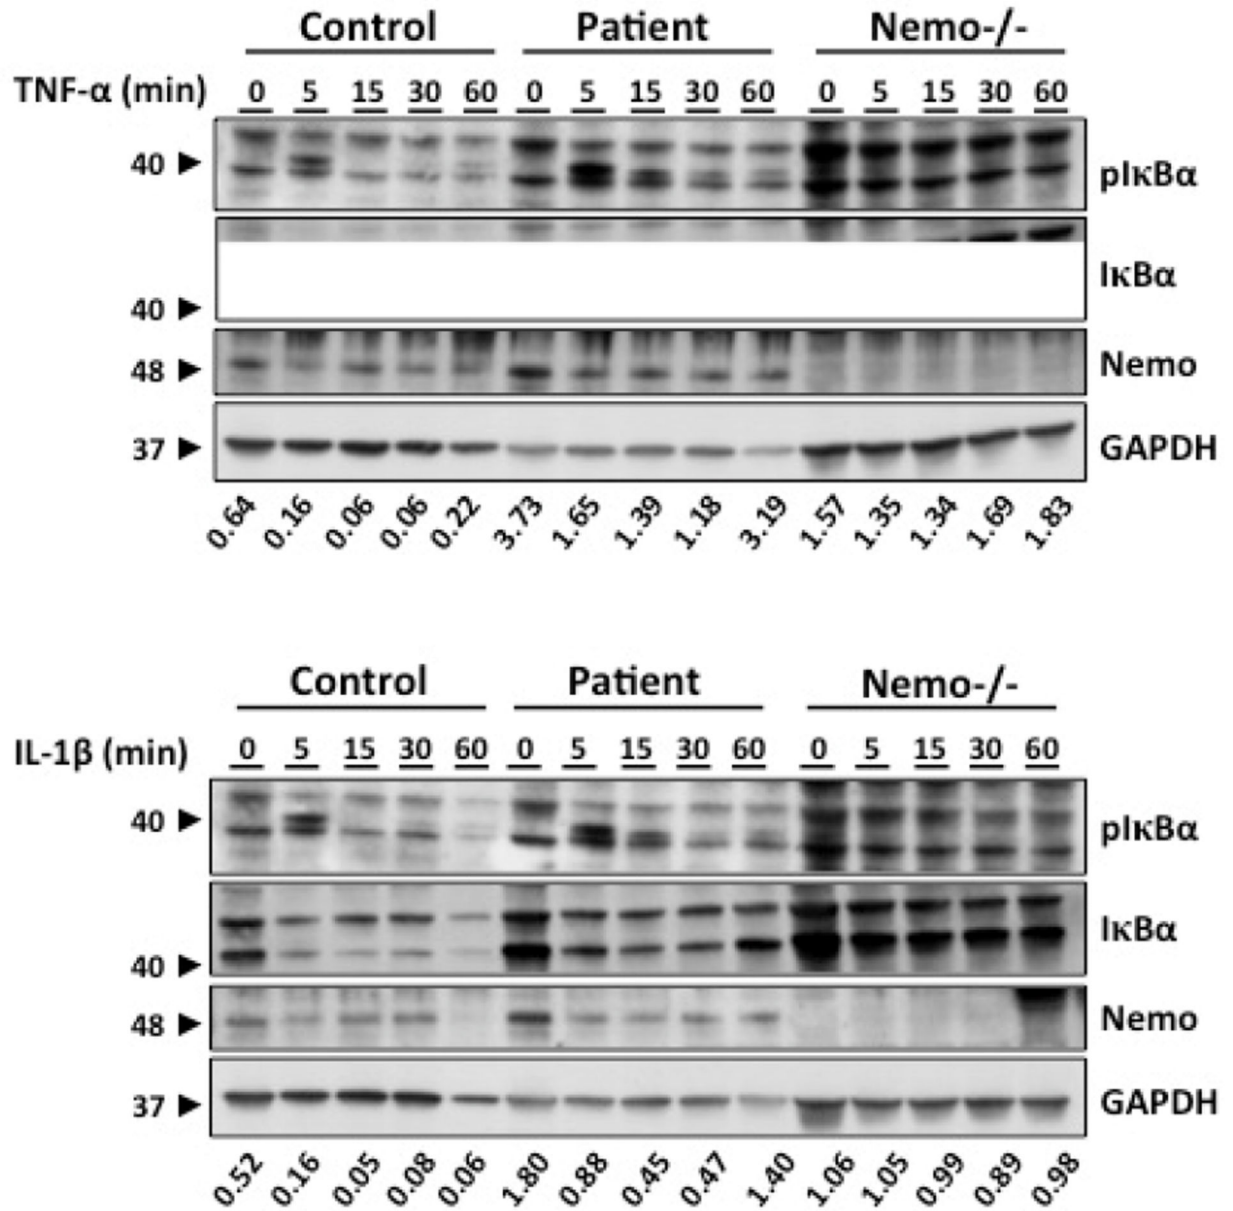 Control Patient Nemo-/-
TNF-α (min) 0 5 15 30 60 0 5 15 30 60 0 5 15 30 60
40 ► pIκBα
IκBα
40 ►
48 ► Nemo
37 ► GAPDH
0.64 0.16 0.06 0.06 0.22 3.73 1.65 1.39 1.18 3.19 1.57 1.35 1.34 1.69 1.83
Control Patient Nemo-/-
IL-1β (min) 0 5 15 30 60 0 5 15 30 60 0 5 15 30 60
40 ► pIκBα
IκBα
40 ►
48 ► Nemo
37 ► GAPDH
0.52 0.16 0.05 0.08 0.06 1.80 0.88 0.45 0.47 1.40 1.06 1.05 0.99 0.89 0.98